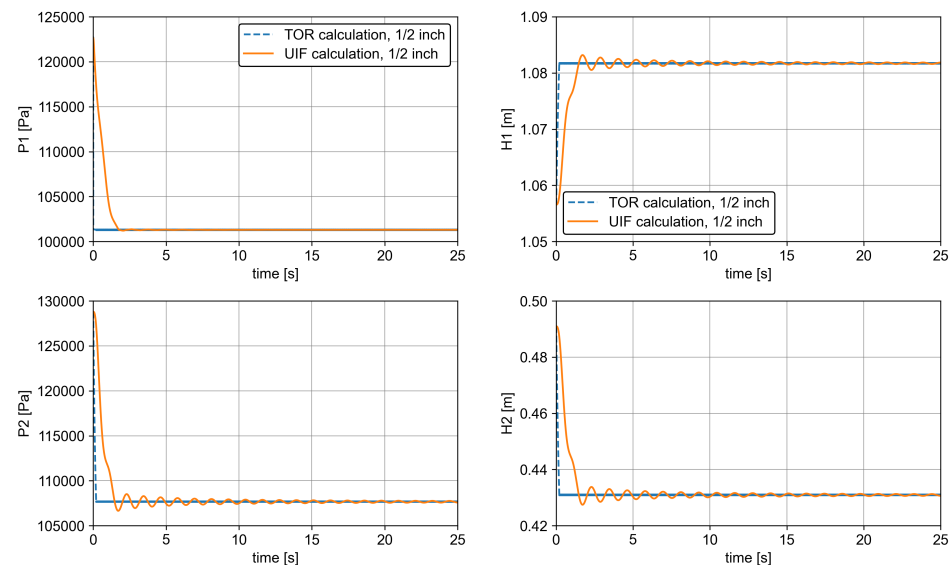 125000
120000
115000
110000
105000
100000
P1 [Pa]
TOR calculation, 1/2 inch
UIF calculation, 1/2 inch
0 5 10 15 20 25
time [s]
1.09
1.08
1.07
1.06
1.05
H1 [m]
TOR calculation, 1/2 inch
UIF calculation, 1/2 inch
0 5 10 15 20 25
time [s]
130000
125000
120000
115000
110000
105000
P2 [Pa]
0 5 10 15 20 25
time [s]
0.50
0.48
0.46
0.44
0.42
H2 [m]
0 5 10 15 20 25
time [s]